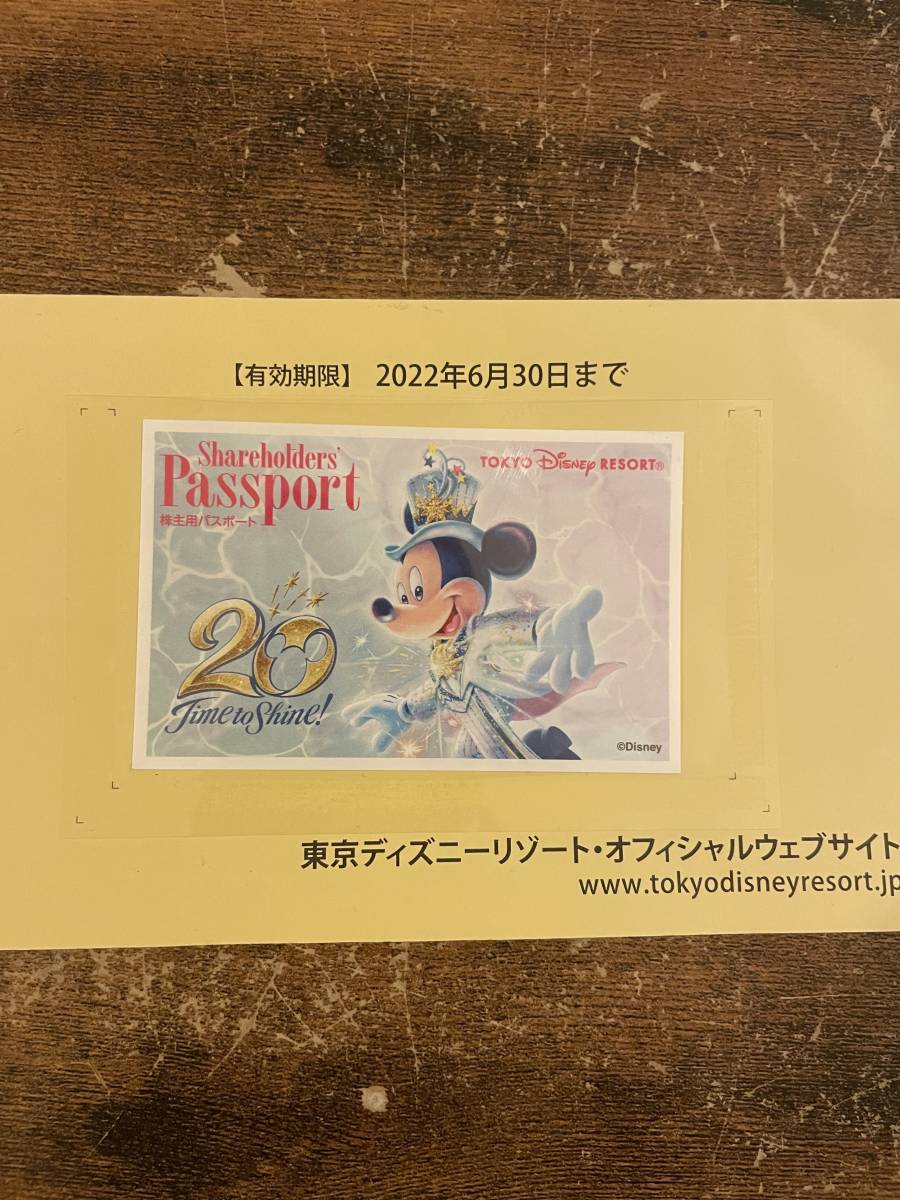 【有効期限】 2022年6月30日まで
Shareholders'
Passport
株主用パスポート
TOKYO Disney RESORT®
20
Time to Shine!
©Disney
東京ディズニーリゾート・オフィシャルウェブサイト
www.tokyodisneyresort.jp